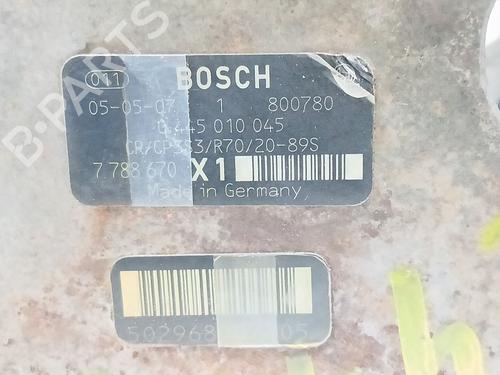 011 BOSCH
05-05-07 1 800780
0 445 010 045
CR/CP3S3/R70/20-89S
7 788 670 X1
Made in Germany
502968 05
B-PARTS